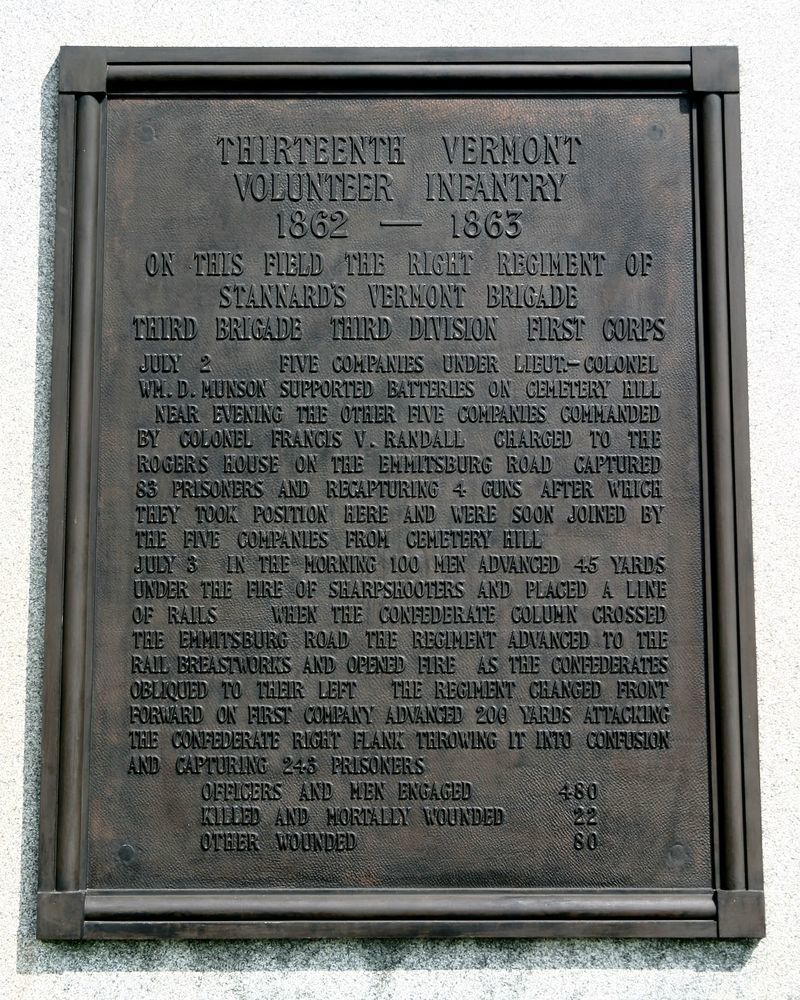 THIRTEENTH VERMONT
VOLUNTEER INFANTRY
1862 — 1863
ON THIS FIELD THE RIGHT REGIMENT OF
STANNARD'S VERMONT BRIGADE
THIRD BRIGADE THIRD DIVISION FIRST CORPS
JULY 2 FIVE COMPANIES UNDER LIEUT.-COLONEL
WM. D. MUNSON SUPPORTED BATTERIES ON CEMETERY HILL
NEAR EVENING THE OTHER FIVE COMPANIES COMMANDED
BY COLONEL FRANCIS V. RANDALL CHARGED TO THE
ROGERS HOUSE ON THE EMMITSBURG ROAD CAPTURED
83 PRISONERS AND RECAPTURING 4 GUNS AFTER WHICH
THEY TOOK POSITION HERE AND WERE SOON JOINED BY
THE FIVE COMPANIES FROM CEMETERY HILL
JULY 3 IN THE MORNING 100 MEN ADVANCED 45 YARDS
UNDER THE FIRE OF SHARPSHOOTERS AND PLACED A LINE
OF RAILS WHEN THE CONFEDERATE COLUMN CROSSED
THE EMMITSBURG ROAD THE REGIMENT ADVANCED TO THE
RAIL BREASTWORKS AND OPENED FIRE AS THE CONFEDERATES
OBLIQUED TO THEIR LEFT THE REGIMENT CHANGED FRONT
FORWARD ON FIRST COMPANY ADVANCED 200 YARDS ATTACKING
THE CONFEDERATE RIGHT FLANK THROWING IT INTO CONFUSION
AND CAPTURING 243 PRISONERS
OFFICERS AND MEN ENGAGED 480
KILLED AND MORTALLY WOUNDED 22
OTHER WOUNDED 80